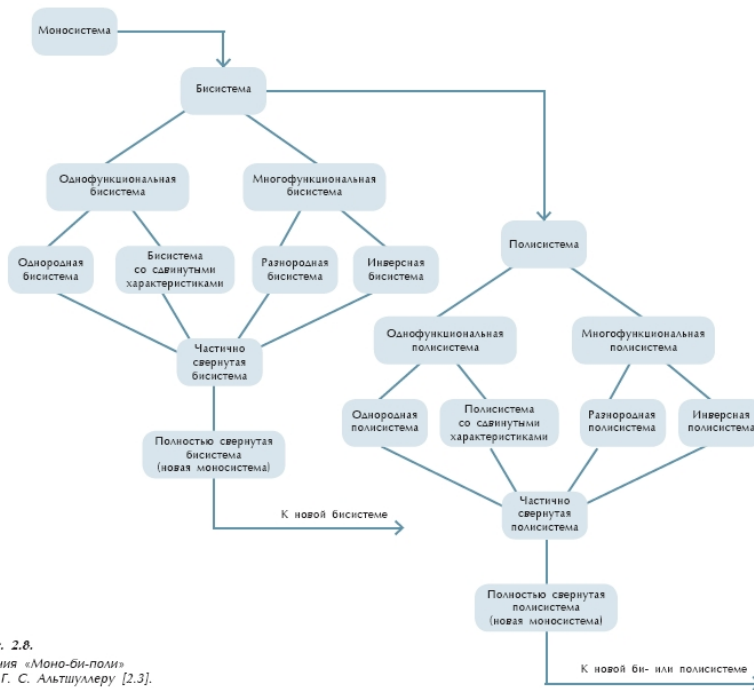 Моносистема
Бисистема
Однофункциональная
бисистема
Многофункциональная
бисистема
Однородная
бисистема
Бисистема
со сдвинутыми
характеристиками
Разнородная
бисистема
Инверсная
бисистема
Частично
свернутая
бисистема
Полностью свернутая
бисистема
(новая моносистема)
К новой бисистеме
Полисистема
Однофункциональная
полисистема
Многофункциональная
полисистема
Однородная
полисистема
Полисистема
со сдвинутыми
характеристиками
Разнородная
полисистема
Инверсная
полисистема
Частично
свернутая
полисистема
Полностью свернутая
полисистема
(новая моносистема)
К новой би- или полисистеме
2.8.
«Моно-би-поли»
Г. С. Альтшуллеру [2.3].